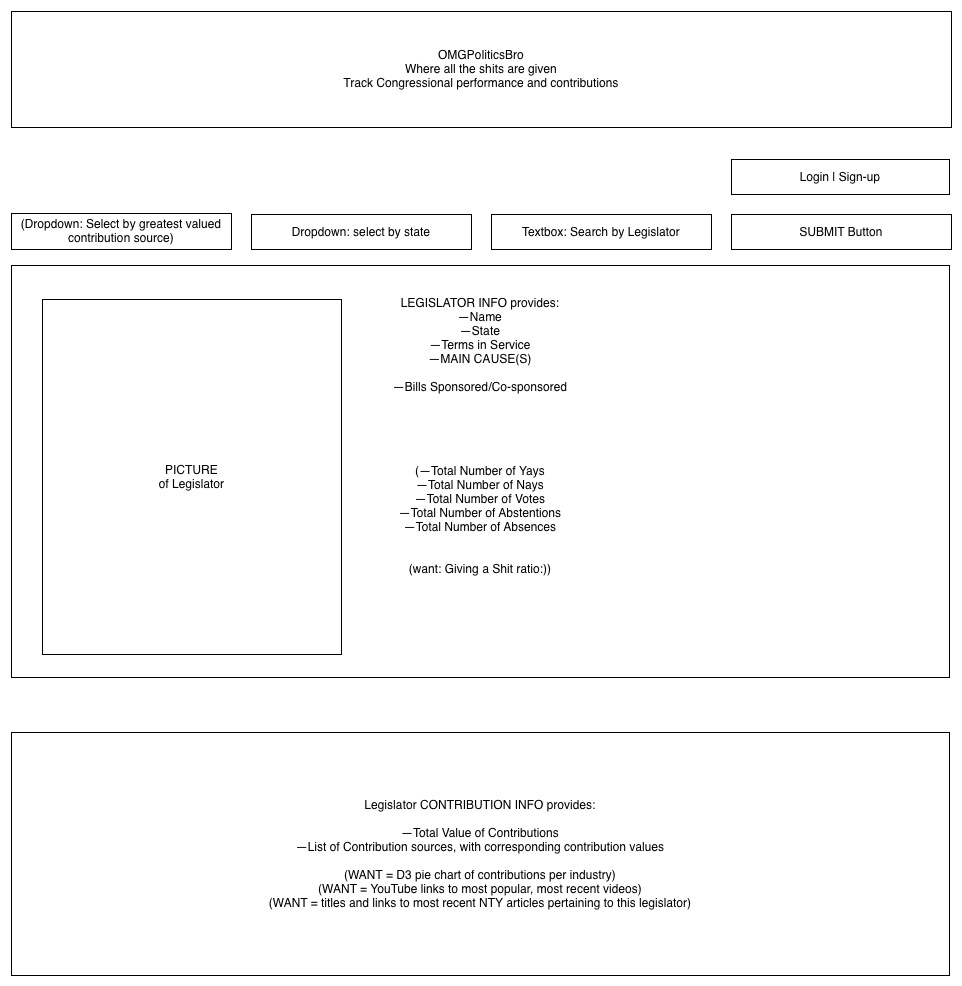 OMGPoliticsBro
Where all the shits are given
Track Congressional performance and contributions
Login | Sign-up
(Dropdown: Select by greatest valued
contribution source)
Dropdown: select by state
Textbox: Search by Legislator
SUBMIT Button
PICTURE
of Legislator
LEGISLATOR INFO provides:
—Name
—State
—Terms in Service
—MAIN CAUSE(S)
—Bills Sponsored/Co-sponsored
(—Total Number of Yays
—Total Number of Nays
—Total Number of Votes
—Total Number of Abstentions
—Total Number of Absences
(want: Giving a Shit ratio:))
Legislator CONTRIBUTION INFO provides:
—Total Value of Contributions
—List of Contribution sources, with corresponding contribution values
(WANT = D3 pie chart of contributions per industry)
(WANT = YouTube links to most popular, most recent videos)
(WANT = titles and links to most recent NTY articles pertaining to this legislator)